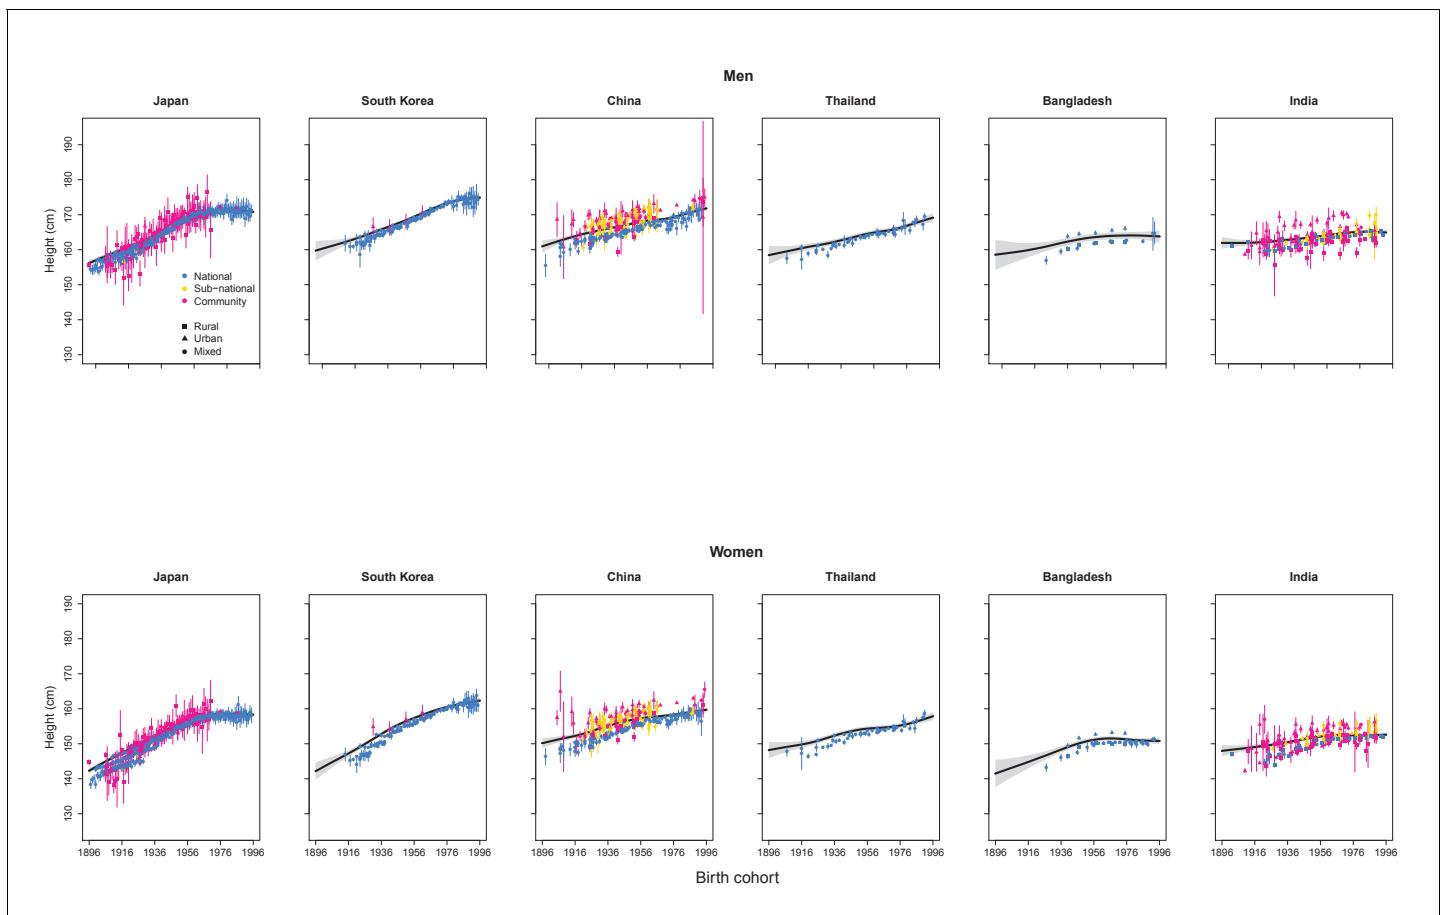 Men
Japan South Korea China Thailand Bangladesh India
Height (cm)
190
180
170
160
150
140
130
National
Sub−national
Community
Rural
Urban
Mixed
Women
Japan South Korea China Thailand Bangladesh India
Height (cm)
190
180
170
160
150
140
130
1896 1916 1936 1956 1976 1996 1896 1916 1936 1956 1976 1996 1896 1916 1936 1956 1976 1996 1896 1916 1936 1956 1976 1996 1896 1916 1936 1956 1976 1996 1896 1916 1936 1956 1976 1996
Birth cohort